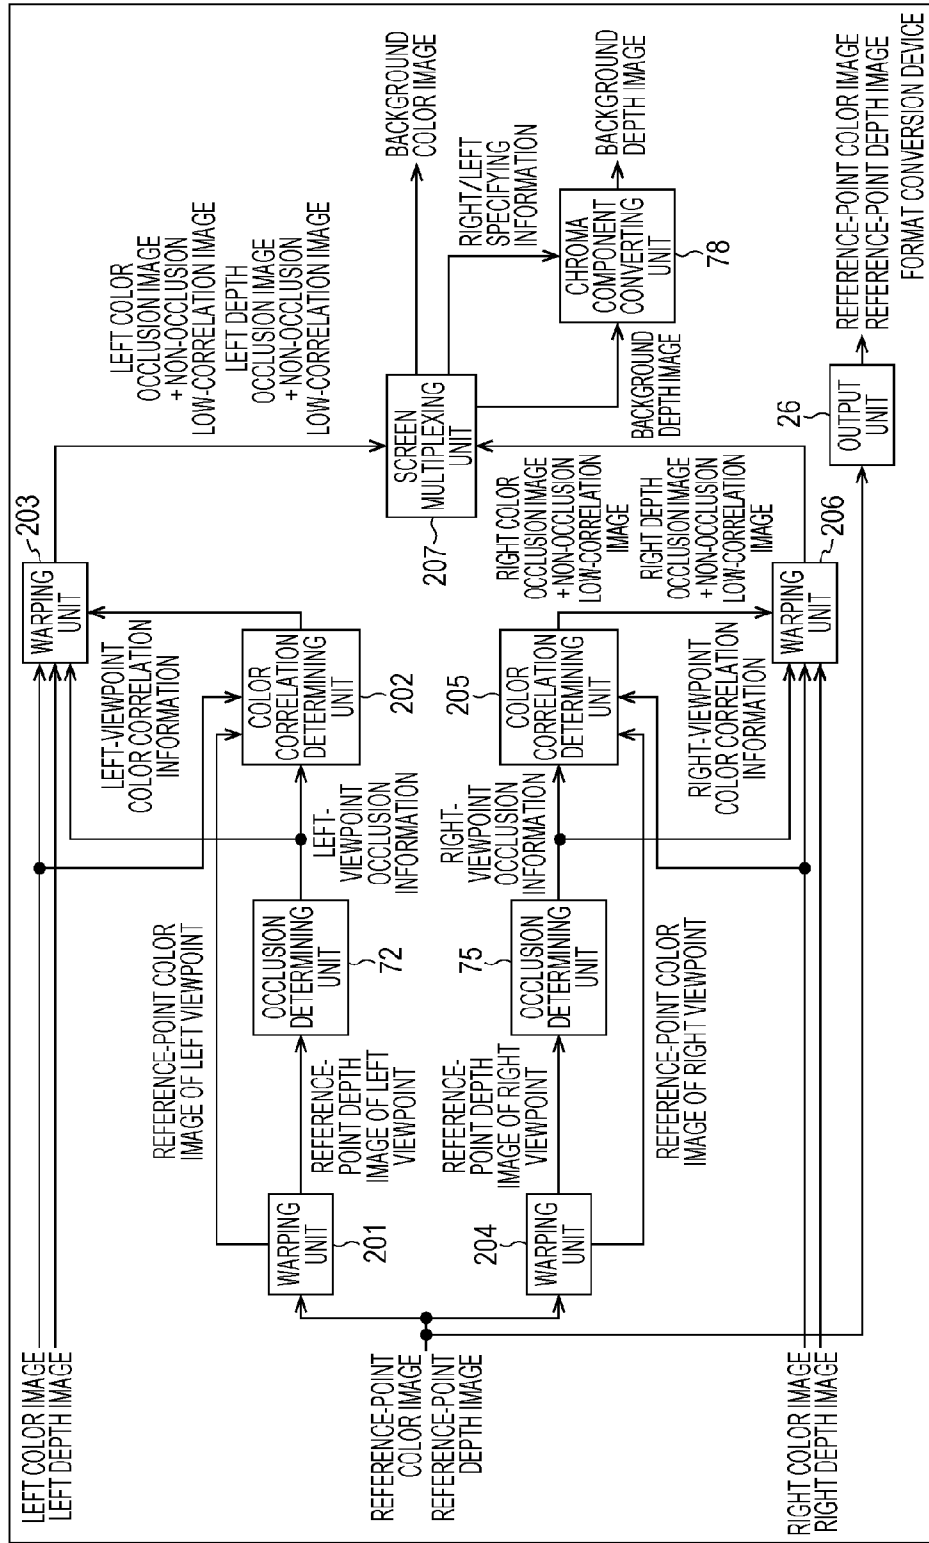 LEFT COLOR IMAGE
LEFT DEPTH IMAGE
REFERENCE-POINT
COLOR IMAGE
REFERENCE-POINT
DEPTH IMAGE
RIGHT COLOR IMAGE
RIGHT DEPTH IMAGE
WARPING
UNIT
201
WARPING
UNIT
204
REFERENCE-POINT COLOR
IMAGE OF LEFT VIEWPOINT
REFERENCE-
POINT DEPTH
IMAGE OF LEFT
VIEWPOINT
REFERENCE-
POINT DEPTH
IMAGE OF RIGHT
VIEWPOINT
REFERENCE-POINT COLOR
IMAGE OF RIGHT VIEWPOINT
OCCLUSION
DETERMINING
UNIT
72
75
OCCLUSION
DETERMINING
UNIT
LEFT-
VIEWPOINT
OCCLUSION
INFORMATION
RIGHT-
VIEWPOINT
OCCLUSION
INFORMATION
LEFT-VIEWPOINT
COLOR CORRELATION
INFORMATION
COLOR
CORRELATION
DETERMINING
UNIT
202
205
COLOR
CORRELATION
DETERMINING
UNIT
RIGHT-VIEWPOINT
COLOR CORRELATION
INFORMATION
WARPING
UNIT
203
WARPING
UNIT
206
LEFT COLOR
OCCLUSION IMAGE
+ NON-OCCLUSION
LOW-CORRELATION IMAGE
LEFT DEPTH
OCCLUSION IMAGE
+ NON-OCCLUSION
LOW-CORRELATION IMAGE
SCREEN
MULTIPLEXING
UNIT
207
RIGHT COLOR
OCCLUSION IMAGE
+ NON-OCCLUSION
LOW-CORRELATION
IMAGE
RIGHT DEPTH
OCCLUSION IMAGE
+ NON-OCCLUSION
LOW-CORRELATION
IMAGE
BACKGROUND
COLOR IMAGE
RIGHT/LEFT
SPECIFYING
INFORMATION
BACKGROUND
DEPTH IMAGE
CHROMA
COMPONENT
CONVERTING
UNIT
78
BACKGROUND
DEPTH IMAGE
26
OUTPUT
UNIT
REFERENCE-POINT COLOR IMAGE
REFERENCE-POINT DEPTH IMAGE
FORMAT CONVERSION DEVICE